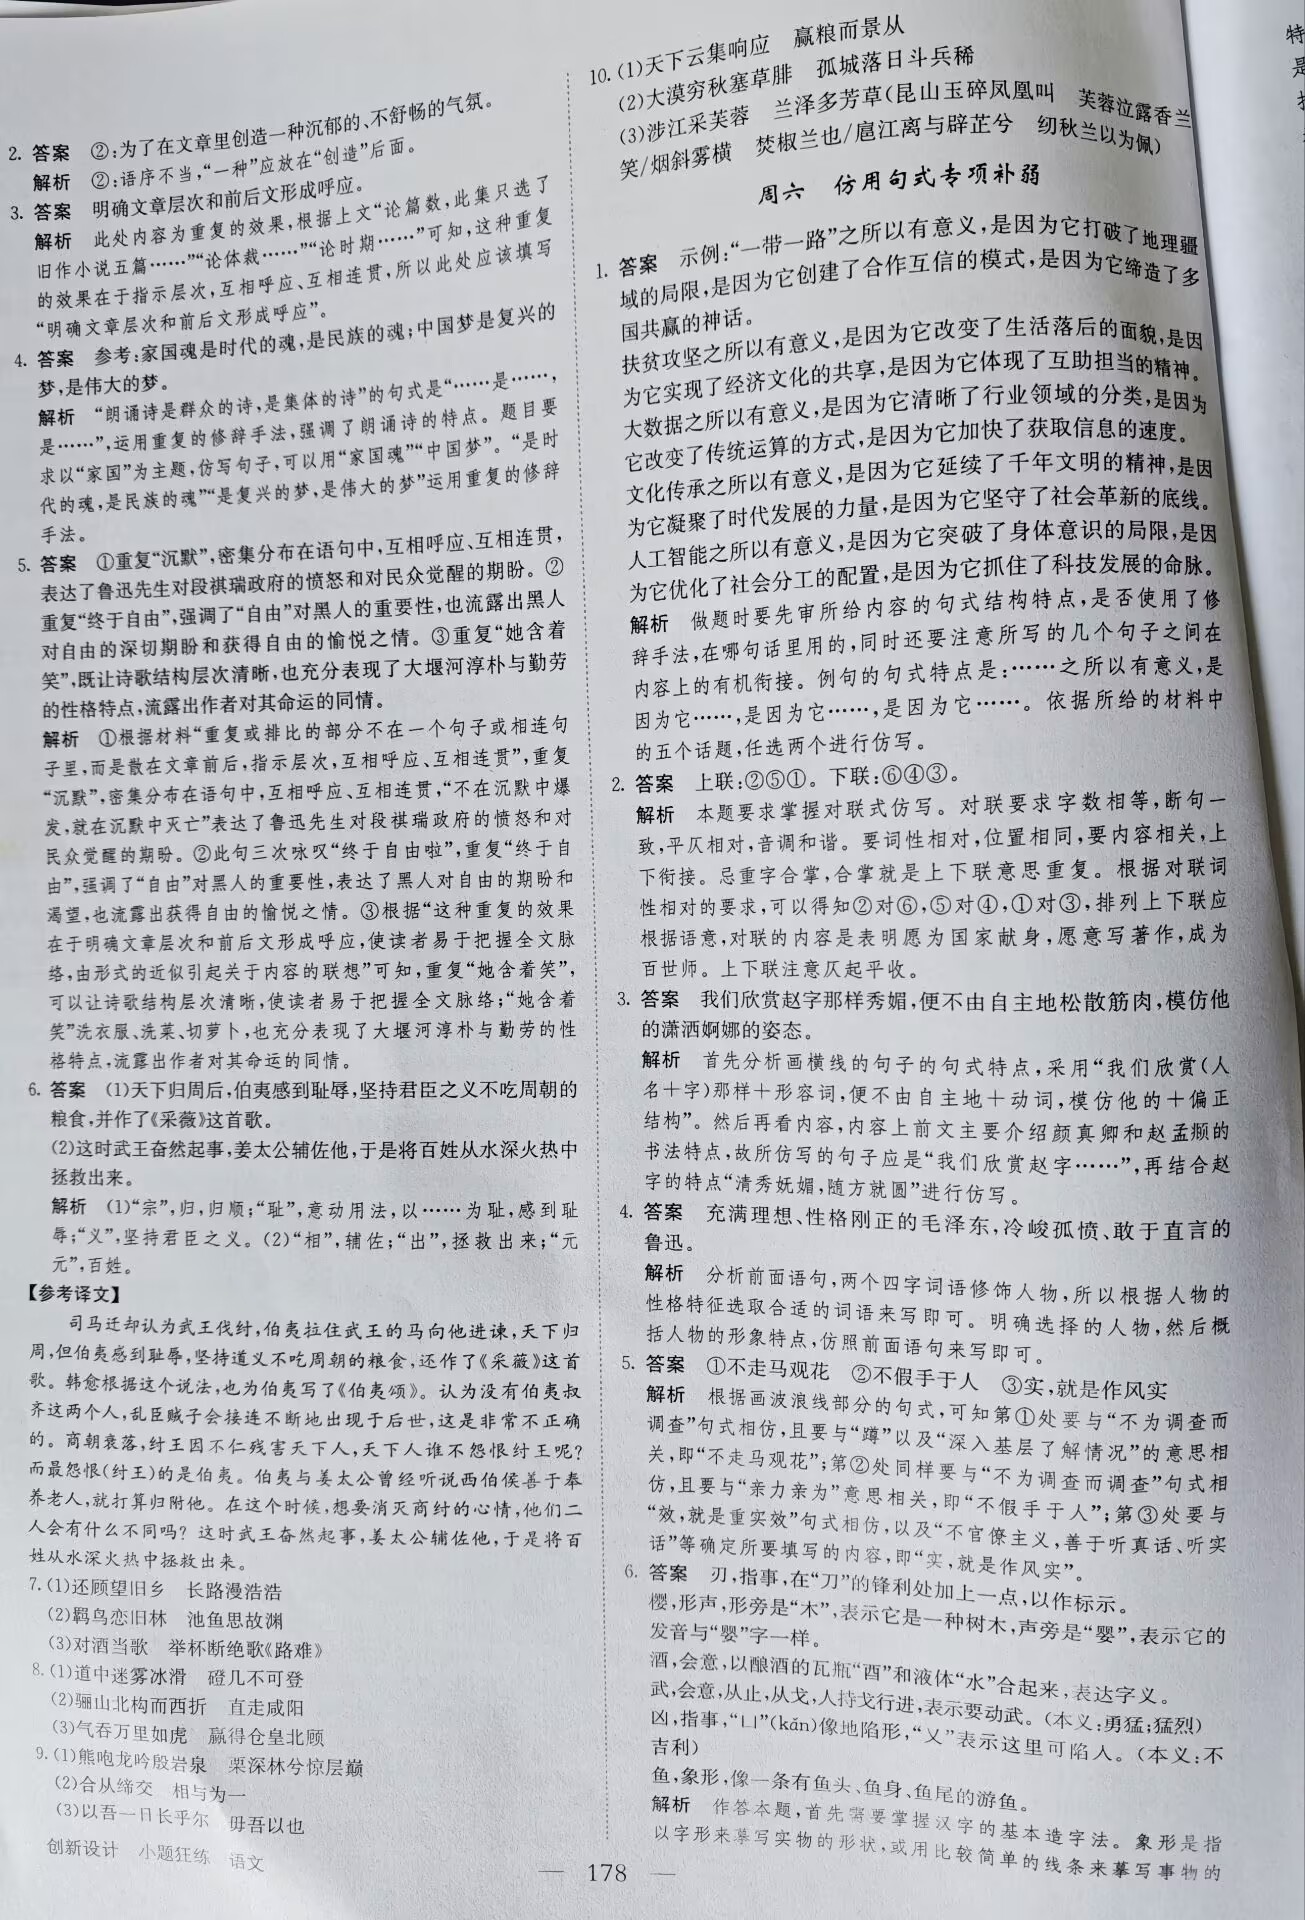 2. 答案 ②:为了在文章里创造一种沉郁的、不舒畅的气氛。
解析 ②:语序不当,“一种”应放在“创造”后面。
3. 答案 明确文章层次和前后文形成呼应。
解析 此处内容为重复的效果,根据上文“论篇数,此集只选了
旧作小说五篇……”“论体裁……”“论时期……”可知,这种重复
的效果在于指示层次,互相呼应、互相连贯,所以此处应该填写
“明确文章层次和前后文形成呼应”。
4. 答案 参考:家国魂是时代的魂,是民族的魂;中国梦是复兴的
梦,是伟大的梦。
解析 “朗诵诗是群众的诗,是集体的诗”的句式是“……是……,
是……”,运用重复的修辞手法,强调了朗诵诗的特点。题目要
求以“家国”为主题,仿写句子,可以用“家国魂”“中国梦”。“是时
代的魂,是民族的魂”“是复兴的梦,是伟大的梦”运用重复的修辞
手法。
5. 答案 ①重复“沉默”,密集分布在语句中,互相呼应、互相连贯,
表达了鲁迅先生对段祺瑞政府的愤怒和对民众觉醒的期盼。②
重复“终于自由”,强调了“自由”对黑人的重要性,也流露出黑人
对自由的深切期盼和获得自由的愉悦之情。③重复“她含着
笑”,既让诗歌结构层次清晰,也充分表现了大堰河淳朴与勤劳
的性格特点,流露出作者对其命运的同情。
解析 ①根据材料“重复或排比的部分不在一个句子或相连句
子里,而是散在文章前后,指示层次,互相呼应、互相连贯”,重复
“沉默”,密集分布在语句中,互相呼应、互相连贯,“不在沉默中爆
发,就在沉默中灭亡”表达了鲁迅先生对段祺瑞政府的愤怒和对
民众觉醒的期盼。②此句三次咏叹“终于自由啦”,重复“终于自
由”,强调了“自由”对黑人的重要性,表达了黑人对自由的期盼和
渴望,也流露出获得自由的愉悦之情。③根据“这种重复的效果
在于明确文章层次和前后文形成呼应,使读者易于把握全文脉
络,由形式的近似引起关于内容的联想”可知,重复“她含着笑”,
可以让诗歌结构层次清晰,使读者易于把握全文脉络;“她含着
笑”洗衣服、洗菜、切萝卜,也充分表现了大堰河淳朴与勤劳的性
格特点,流露出作者对其命运的同情。
6. 答案 (1)天下归周后,伯夷感到耻辱,坚持君臣之义不吃周朝的
粮食,并作了《采薇》这首歌。
(2)这时武王奋然起事,姜太公辅佐他,于是将百姓从水深火热中
拯救出来。
解析 (1)“宗”,归,归顺;“耻”,意动用法,以……为耻,感到耻
辱;“义”,坚持君臣之义。(2)“相”,辅佐;“出”,拯救出来;“元
元”,百姓。
【参考译文】
司马迁却认为武王伐纣,伯夷拉住武王的马向他进谏,天下归
周,但伯夷感到耻辱,坚持道义不吃周朝的粮食,还作了《采薇》这首
歌。韩愈根据这个说法,也为伯夷写了《伯夷颂》。认为没有伯夷叔
齐这两个人,乱臣贼子会接连不断地出现于后世,这是非常不正确
的。商朝衰落,纣王因不仁残害天下人,天下人谁不怨恨纣王呢?
而最怨恨(纣王)的是伯夷。伯夷与姜太公曾经听说西伯侯善于奉
养老人,就打算归附他。在这个时候,想要消灭商纣的心情,他们二
人会有什么不同吗?这时武王奋然起事,姜太公辅佐他,于是将百
姓从水深火热中拯救出来。
7. (1)还顾望旧乡 长路漫浩浩
(2)羁鸟恋旧林 池鱼思故渊
(3)对酒当歌 举杯断绝歌《路难》
8. (1)道中迷雾冰滑 磴几不可登
(2)骊山北构而西折 直走咸阳
(3)气吞万里如虎 赢得仓皇北顾
9. (1)熊咆龙吟殷岩泉 栗深林兮惊层巅
(2)合从缔交 相与为一
(3)以吾一日长乎尔 毋吾以也
创新设计 小题狂练 语文
10. (1)天下云集响应 赢粮而景从
(2)大漠穷秋塞草腓 孤城落日斗兵稀
(3)涉江采芙蓉 兰泽多芳草(昆山玉碎凤凰叫 芙蓉泣露香兰
笑/烟斜雾横 焚椒兰也/扈江离与辟芷兮 纫秋兰以为佩)
周六 仿用句式专项补弱
1. 答案 示例:“一带一路”之所以有意义,是因为它打破了地理疆
域的局限,是因为它创建了合作互信的模式,是因为它缔造了多
国共赢的神话。
扶贫攻坚之所以有意义,是因为它改变了生活落后的面貌,是因
为它实现了经济文化的共享,是因为它体现了互助担当的精神。
大数据之所以有意义,是因为它清晰了行业领域的分类,是因为
它改变了传统运算的方式,是因为它加快了获取信息的速度。
文化传承之所以有意义,是因为它延续了千年文明的精神,是因
为它凝聚了时代发展的力量,是因为它坚守了社会革新的底线。
人工智能之所以有意义,是因为它突破了身体意识的局限,是因
为它优化了社会分工的配置,是因为它抓住了科技发展的命脉。
解析 做题时要先审所给内容的句式结构特点,是否使用了修
辞手法,在哪句话里用的,同时还要注意所写的几个句子之间在
内容上的有机衔接。例句的句式特点是:……之所以有意义,是
因为它……,是因为它……,是因为它……。依据所给的材料中
的五个话题,任选两个进行仿写。
2. 答案 上联:②⑤①。下联:⑥④③。
解析 本题要求掌握对联式仿写。对联要求字数相等,断句一
致,平仄相对,音调和谐。要词性相对,位置相同,要内容相关,上
下衔接。忌重字合掌,合掌就是上下联意思重复。根据对联词
性相对的要求,可以得知②对⑥,⑤对④,①对③,排列上下联应
根据语意,对联的内容是表明愿为国家献身,愿意写著作,成为
百世师。上下联注意仄起平收。
3. 答案 我们欣赏赵字那样秀媚,便不由自主地松散筋肉,模仿他
的潇洒婀娜的姿态。
解析 首先分析画横线的句子的句式特点,采用“我们欣赏(人
名+字)那样+形容词,便不由自主地+动词,模仿他的+偏正
结构”。然后再看内容,内容上前文主要介绍颜真卿和赵孟頫的
书法特点,故所仿写的句子应是“我们欣赏赵字……”,再结合赵
字的特点“清秀妩媚,随方就圆”进行仿写。
4. 答案 充满理想、性格刚正的毛泽东,冷峻孤愤、敢于直言的
鲁迅。
解析 分析前面语句,两个四字词语修饰人物,所以根据人物的
性格特征选取合适的词语来写即可。明确选择的人物,然后概
括人物的形象特点,仿照前面语句来写即可。
5. 答案 ①不走马观花 ②不假手于人 ③实,就是作风实
解析 根据画波浪线部分的句式,可知第①处要与“不为调查而
调查”句式相仿,且要与“蹲”以及“深入基层了解情况”的意思相
关,即“不走马观花”;第②处同样要与“不为调查而调查”句式相
仿,且要与“亲力亲为”意思相关,即“不假手于人”;第③处要与
“效,就是重实效”句式相仿,以及“不官僚主义,善于听真话、听实
话”等确定所要填写的内容,即“实,就是作风实”。
6. 答案 刃,指事,在“刀”的锋利处加上一点,以作标示。
樱,形声,形旁是“木”,表示它是一种树木,声旁是“婴”,表示它的
发音与“婴”字一样。
酒,会意,以酿酒的瓦瓶“酉”和液体“水”合起来,表达字义。
武,会意,从止,从戈,人持戈行进,表示要动武。(本义:勇猛;猛烈)
凶,指事,“凵”(kǎn)像地陷形,“乂”表示这里可陷人。(本义:不
吉利)
鱼,象形,像一条有鱼头、鱼身、鱼尾的游鱼。
解析 作答本题,首先需要掌握汉字的基本造字法。象形是指
以字形来摹写实物的形状,或用比较简单的线条来摹写事物的
— 178 —
特
是